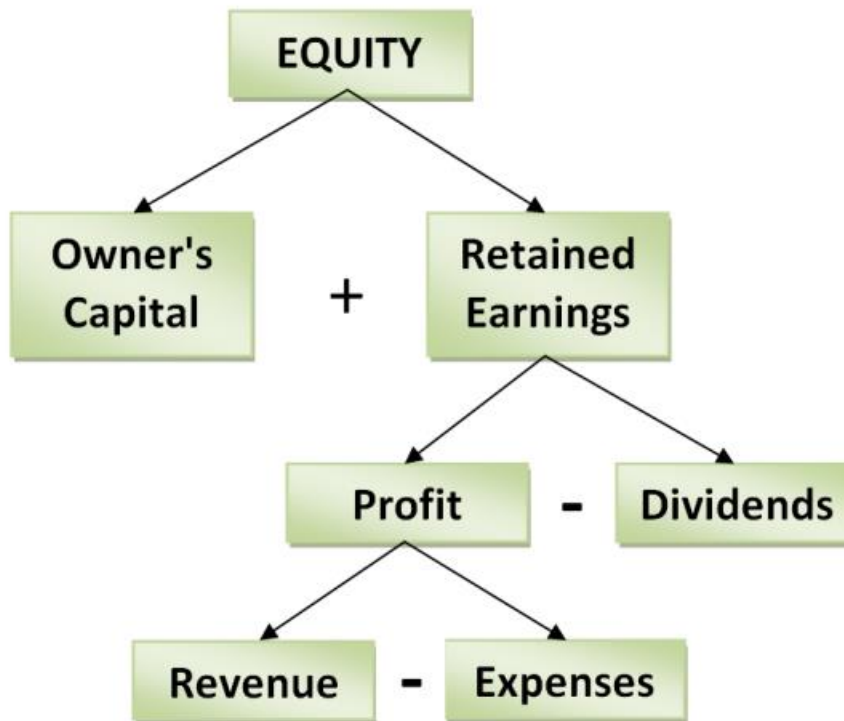 EQUITY
Owner's
Capital
+
Retained
Earnings
Profit
-
Dividends
Revenue
-
Expenses